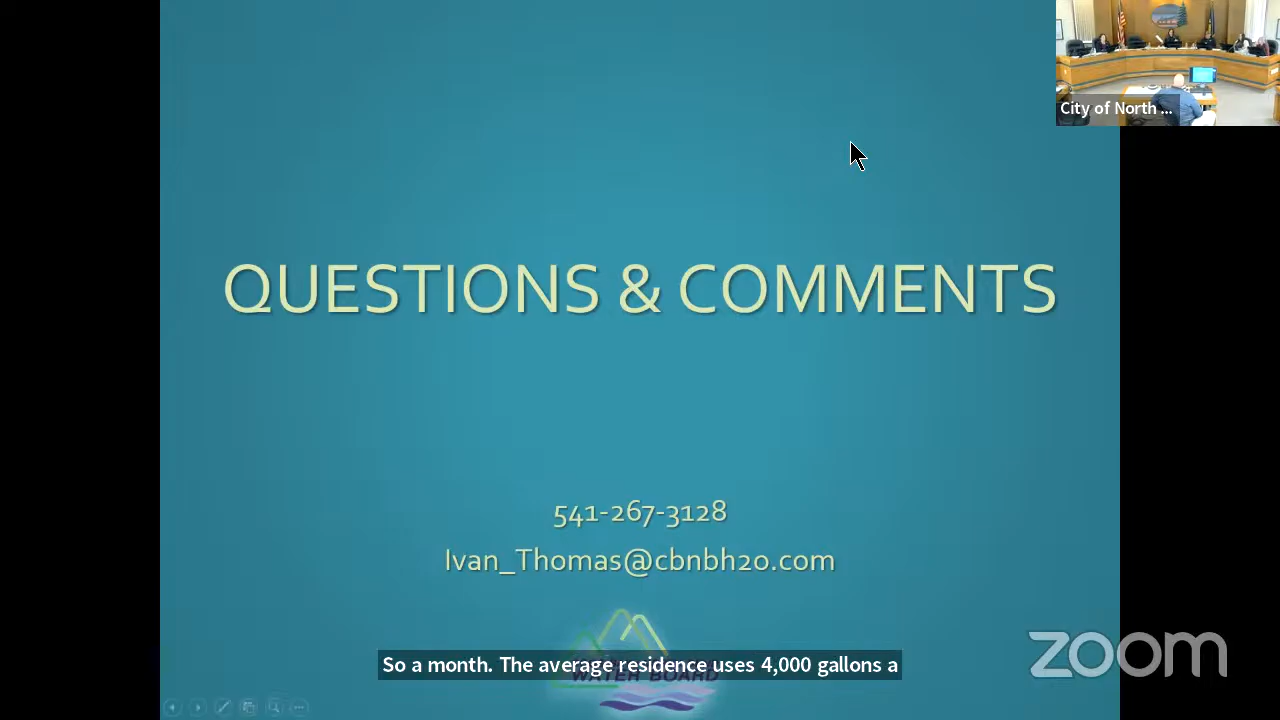 City of North ...
QUESTIONS & COMMENTS
541-267-3128
Ivan_Thomas@cbnbh2o.com
So a month. The average residence uses 4,000 gallons a
WATER BOARD
zoom